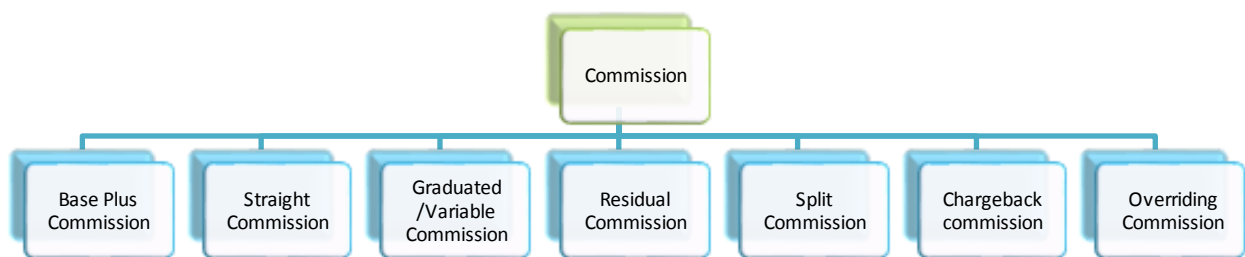 Commission
Base Plus
Commission
Straight
Commission
Graduated
/Variable
Commission
Residual
Commission
Split
Commission
Chargeback
commission
Overriding
Commission